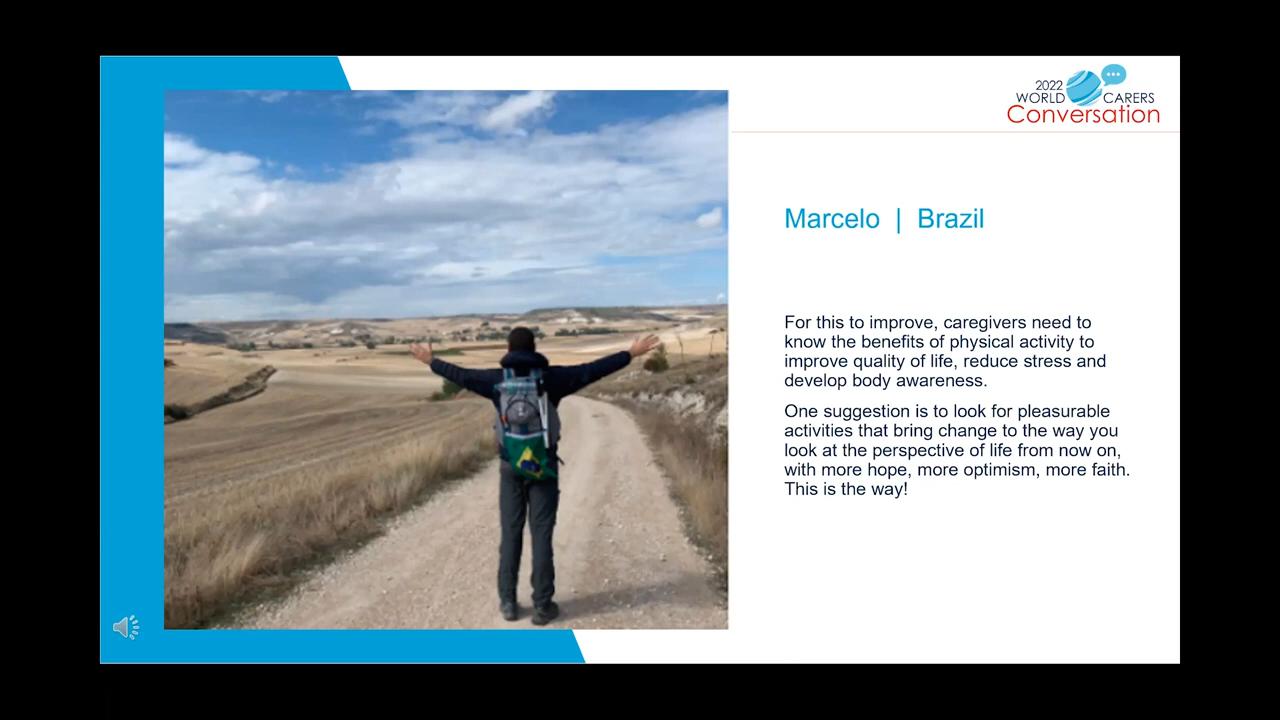 2022
WORLD CARERS
Conversation
Marcelo | Brazil
For this to improve, caregivers need to
know the benefits of physical activity to
improve quality of life, reduce stress and
develop body awareness.
One suggestion is to look for pleasurable
activities that bring change to the way you
look at the perspective of life from now on,
with more hope, more optimism, more faith.
This is the way!